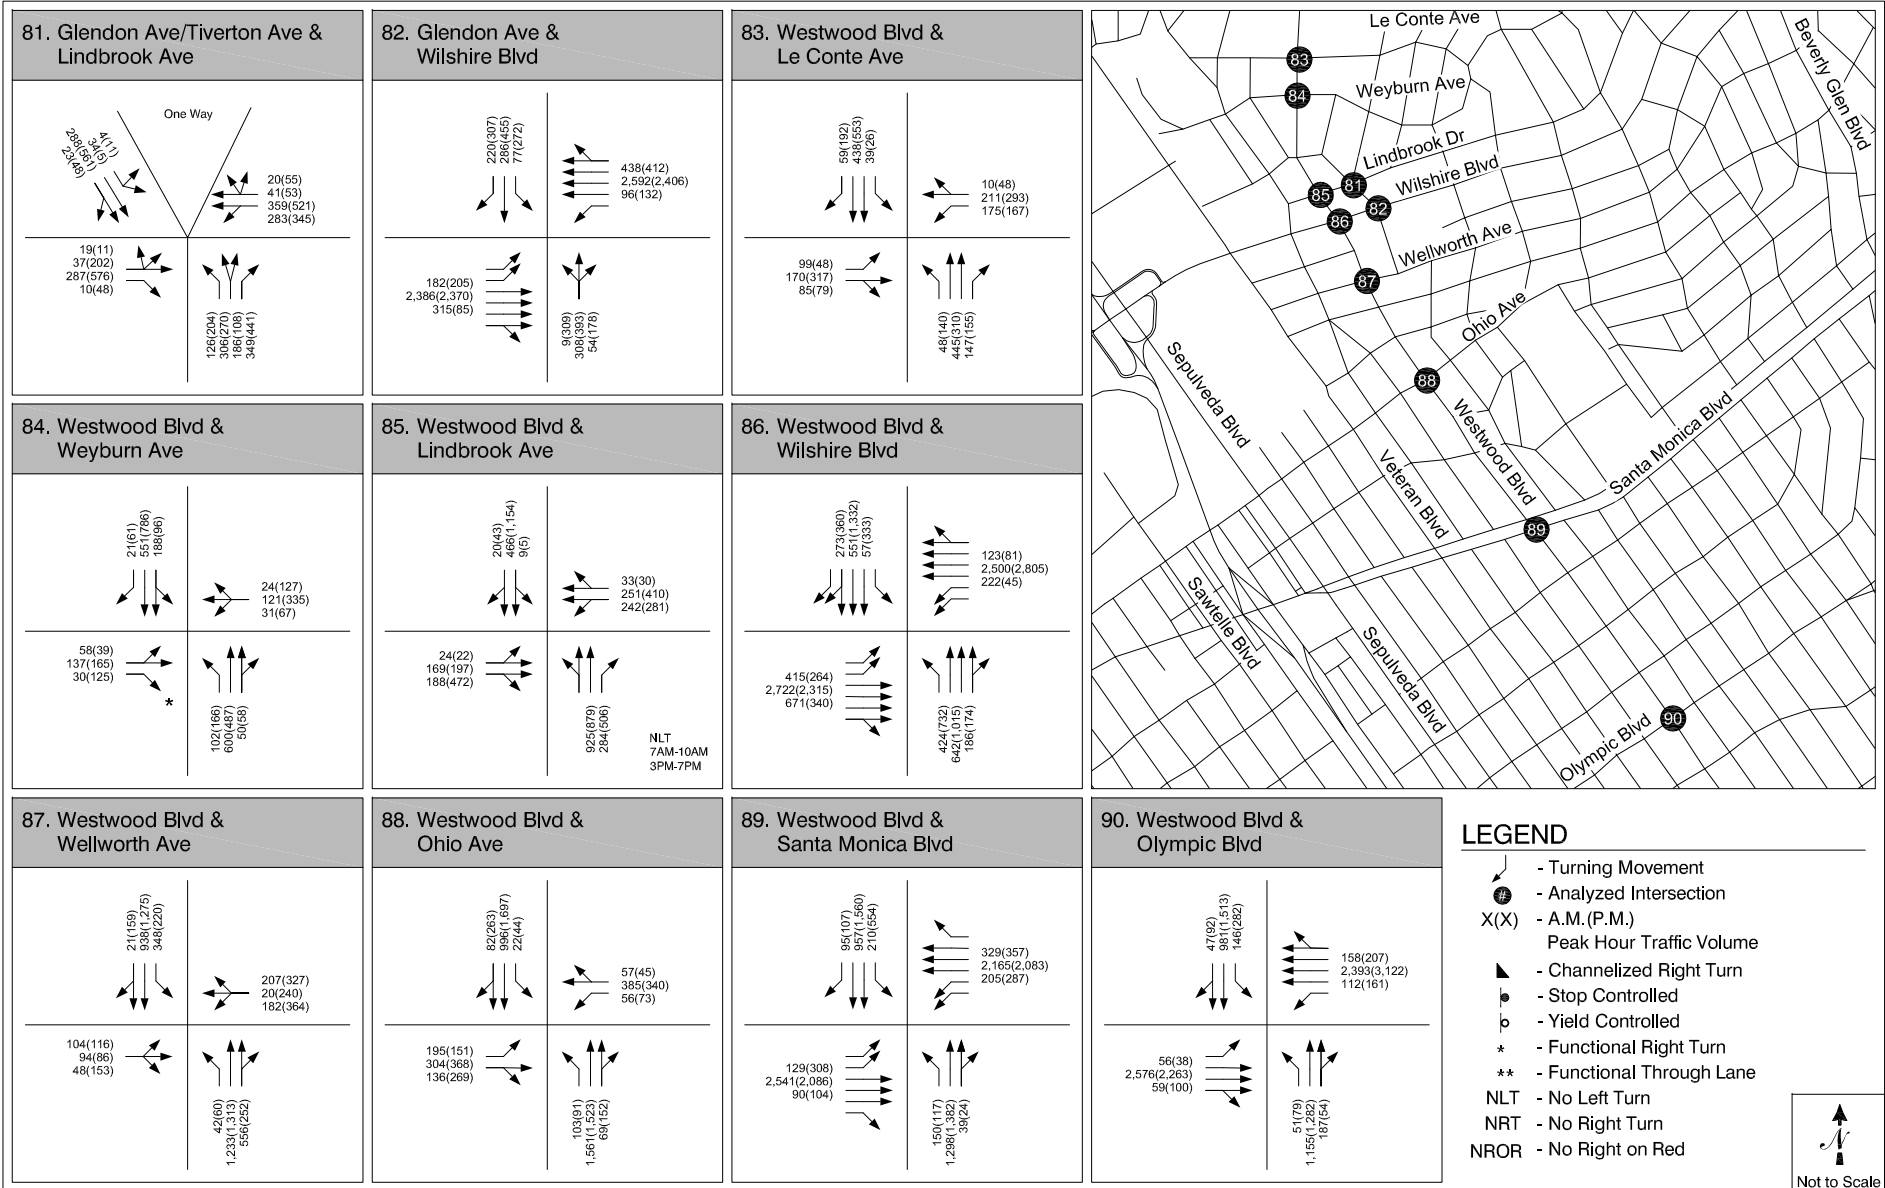 81. Glendon Ave/Tiverton Ave &
Lindbrook Ave
One Way
4(11)
34(5)
288(561)
23(48)
20(55)
41(53)
359(521)
283(345)
19(11)
37(202)
287(576)
10(48)
126(204)
306(270)
186(108)
349(441)
82. Glendon Ave &
Wilshire Blvd
220(307)
286(455)
77(272)
438(412)
2,592(2,406)
96(132)
182(205)
2,386(2,370)
315(85)
9(309)
308(393)
54(178)
83. Westwood Blvd &
Le Conte Ave
59(192)
438(553)
39(26)
10(48)
211(293)
175(167)
99(48)
170(317)
85(79)
48(140)
445(310)
147(155)
84. Westwood Blvd &
Weyburn Ave
21(61)
551(786)
188(96)
24(127)
121(335)
31(67)
58(39)
137(165)
30(125)
*
102(166)
600(487)
50(58)
85. Westwood Blvd &
Lindbrook Ave
20(43)
466(1,154)
9(5)
33(30)
251(410)
242(281)
24(22)
169(197)
188(472)
925(879)
284(506)
NLT
7AM-10AM
3PM-7PM
86. Westwood Blvd &
Wilshire Blvd
273(360)
551(1,332)
57(333)
123(81)
2,500(2,805)
222(45)
415(264)
2,722(2,315)
671(340)
424(732)
642(1,015)
186(174)
87. Westwood Blvd &
Wellworth Ave
21(159)
938(1,275)
348(220)
207(327)
20(240)
182(364)
104(116)
94(86)
48(153)
42(60)
1,233(1,313)
556(252)
88. Westwood Blvd &
Ohio Ave
82(263)
996(1,697)
22(44)
57(45)
385(340)
56(73)
195(151)
304(368)
136(269)
103(91)
1,561(1,523)
69(152)
89. Westwood Blvd &
Santa Monica Blvd
95(107)
957(1,560)
210(554)
329(357)
2,165(2,083)
205(287)
129(308)
2,541(2,086)
90(104)
150(117)
1,298(1,382)
39(24)
90. Westwood Blvd &
Olympic Blvd
47(92)
981(1,513)
146(282)
158(207)
2,393(3,122)
112(161)
56(38)
2,576(2,263)
59(100)
51(79)
1,155(1,282)
187(54)
Le Conte Ave
Beverly Glen Blvd
83
Weyburn Ave
84
Lindbrook Dr
Wilshire Blvd
81
85
82
86
Wellworth Ave
87
Ohio Ave
Sepulveda Blvd
88
Westwood Blvd
Santa Monica Blvd
Veteran Blvd
89
Sawtelle Blvd
Sepulveda Blvd
90
Olympic Blvd
LEGEND
- Turning Movement
# - Analyzed Intersection
X(X) - A.M.(P.M.)
Peak Hour Traffic Volume
- Channelized Right Turn
- Stop Controlled
- Yield Controlled
* - Functional Right Turn
** - Functional Through Lane
NLT - No Left Turn
NRT - No Right Turn
NROR - No Right on Red
N
Not to Scale